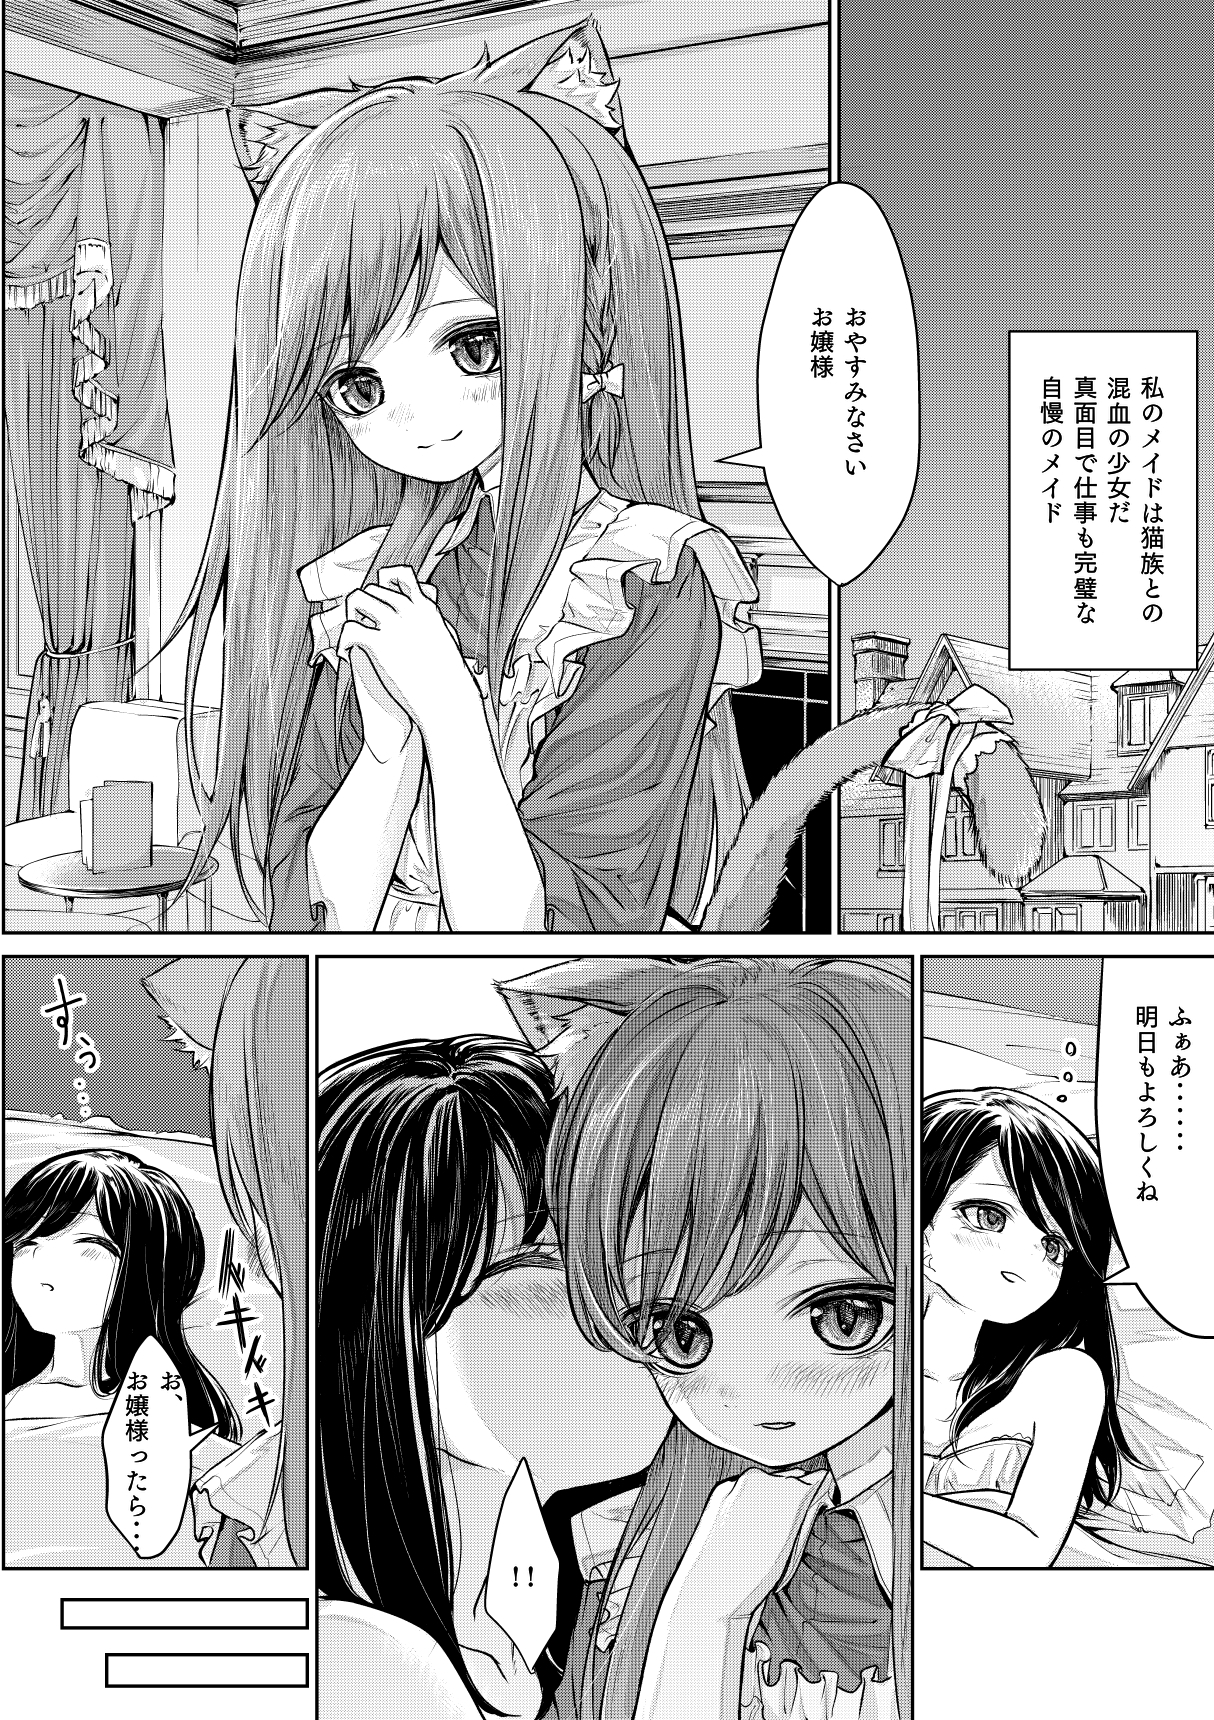 私のメイドは猫族との
混血の少女だ
真面目で仕事も完璧な
自慢のメイド
おやすみなさい
お嬢様
ふぁあ・・・・・・
明日もよろしくね
！！
すぅ・・・
ドキ
ドキ
お、
お嬢様ったら・・・